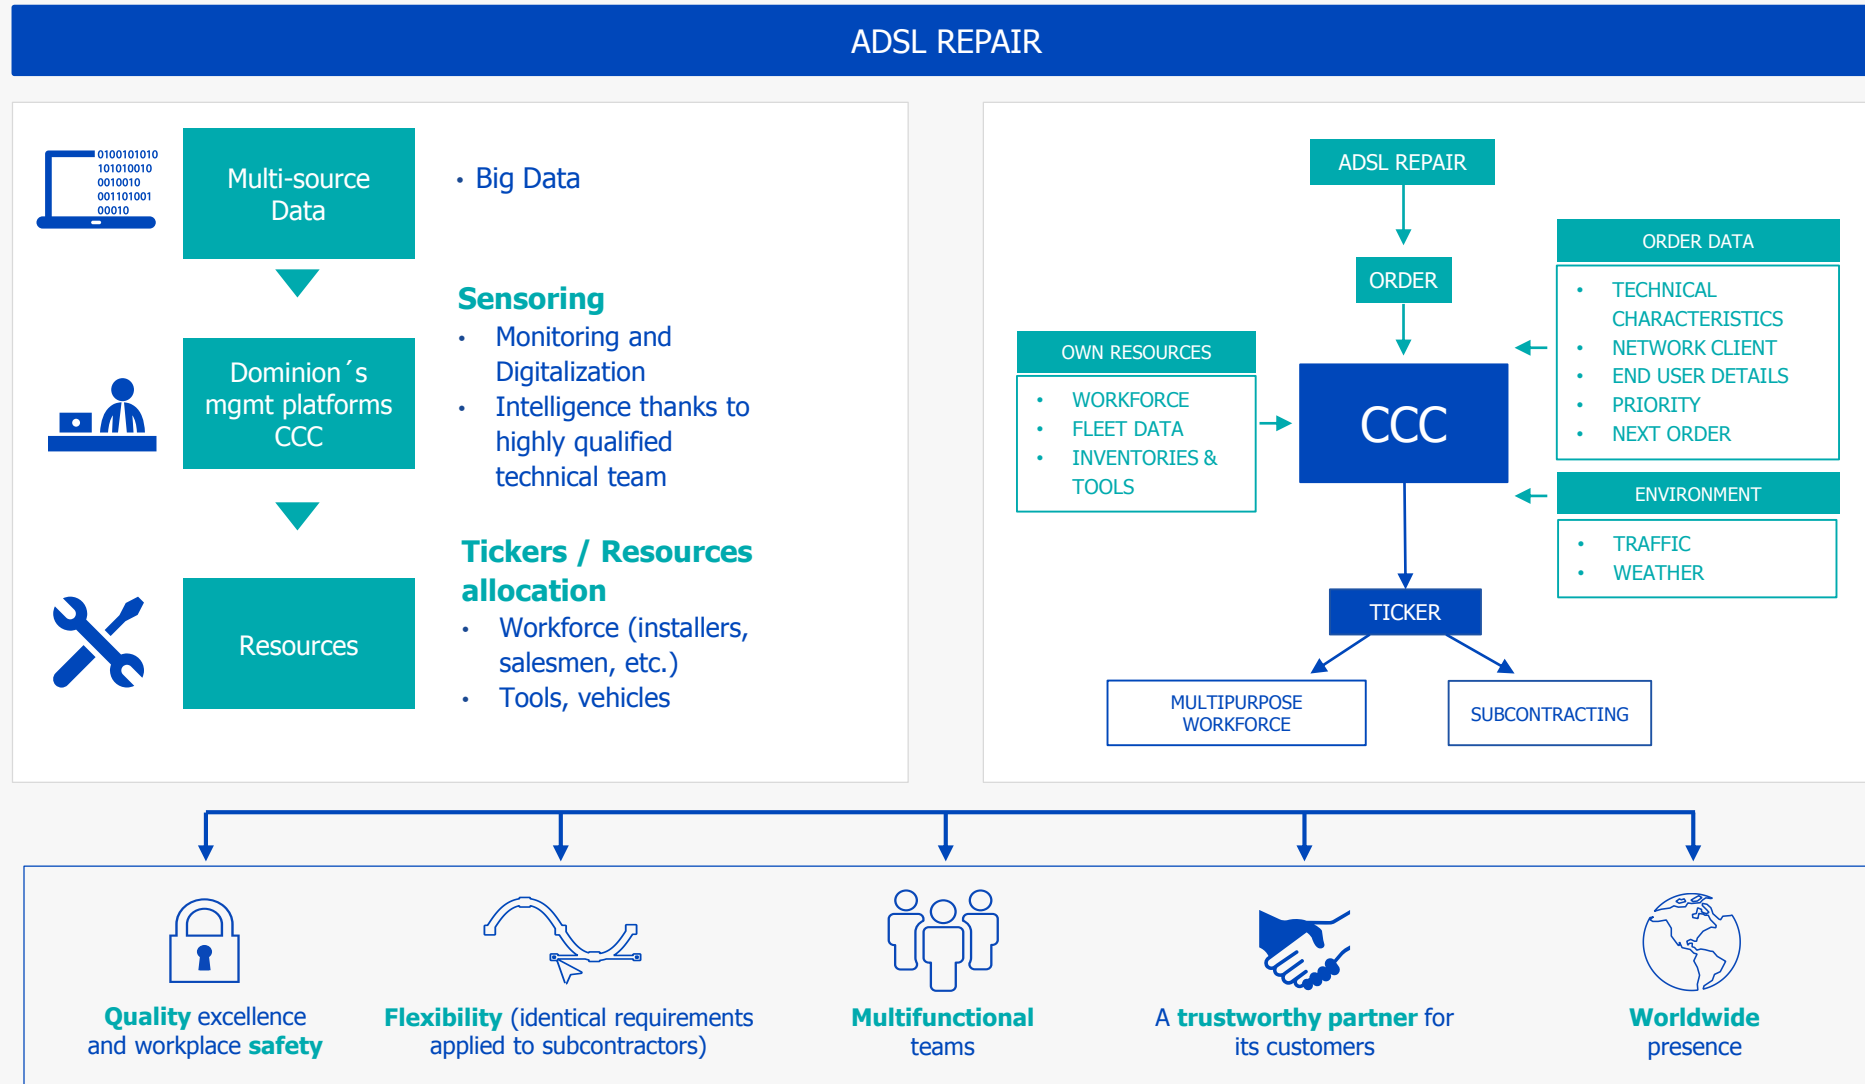 ADSL REPAIR
0100101010
101010010
0010010
001101001
00010
Multi-source
Data
• Big Data
Dominion´s
mgmt platforms
CCC
Sensoring
• Monitoring and
Digitalization
• Intelligence thanks to
highly qualified
technical team
Resources
Tickers / Resources
allocation
• Workforce (installers,
salesmen, etc.)
• Tools, vehicles
ADSL REPAIR
ORDER
OWN RESOURCES
• WORKFORCE
• FLEET DATA
• INVENTORIES &
TOOLS
CCC
ORDER DATA
• TECHNICAL
CHARACTERISTICS
• NETWORK CLIENT
• END USER DETAILS
• PRIORITY
• NEXT ORDER
ENVIRONMENT
• TRAFFIC
• WEATHER
TICKER
MULTIPURPOSE
WORKFORCE
SUBCONTRACTING
Quality excellence
and workplace safety
Flexibility (identical requirements
applied to subcontractors)
Multifunctional
teams
A trustworthy partner for
its customers
Worldwide
presence